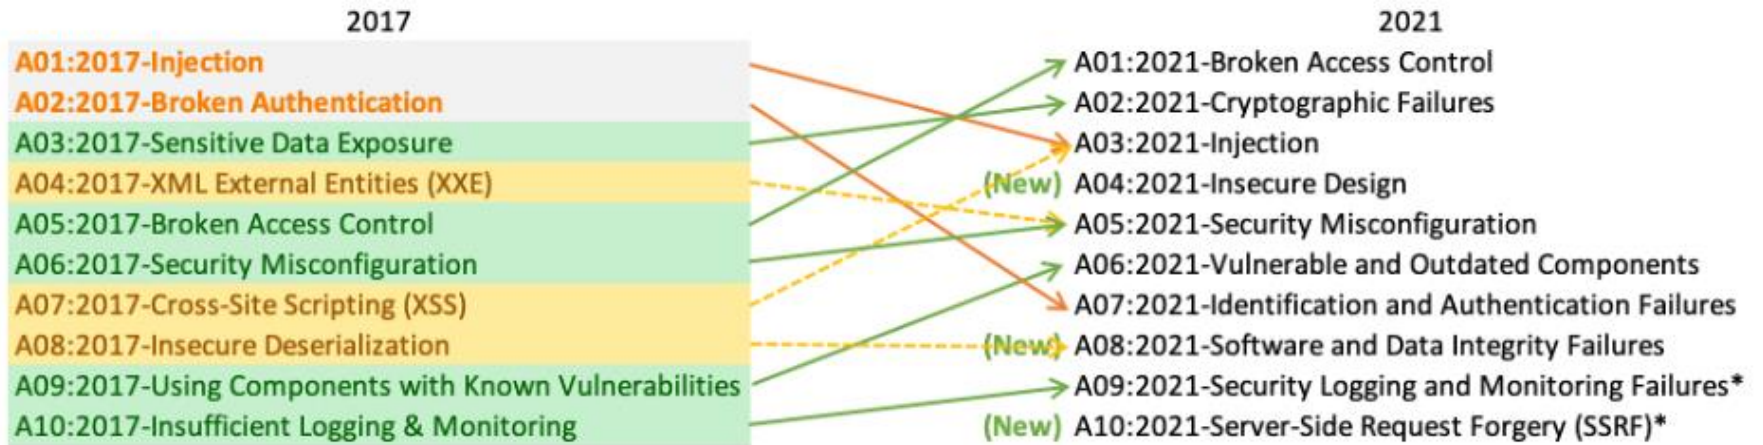 2017
2021
A01:2017-Injection
A02:2017-Broken Authentication
A03:2017-Sensitive Data Exposure
A04:2017-XML External Entities (XXE)
A05:2017-Broken Access Control
A06:2017-Security Misconfiguration
A07:2017-Cross-Site Scripting (XSS)
A08:2017-Insecure Deserialization
A09:2017-Using Components with Known Vulnerabilities
A10:2017-Insufficient Logging & Monitoring
A01:2021-Broken Access Control
A02:2021-Cryptographic Failures
A03:2021-Injection
(New) A04:2021-Insecure Design
A05:2021-Security Misconfiguration
A06:2021-Vulnerable and Outdated Components
A07:2021-Identification and Authentication Failures
(New) A08:2021-Software and Data Integrity Failures
A09:2021-Security Logging and Monitoring Failures*
(New) A10:2021-Server-Side Request Forgery (SSRF)*